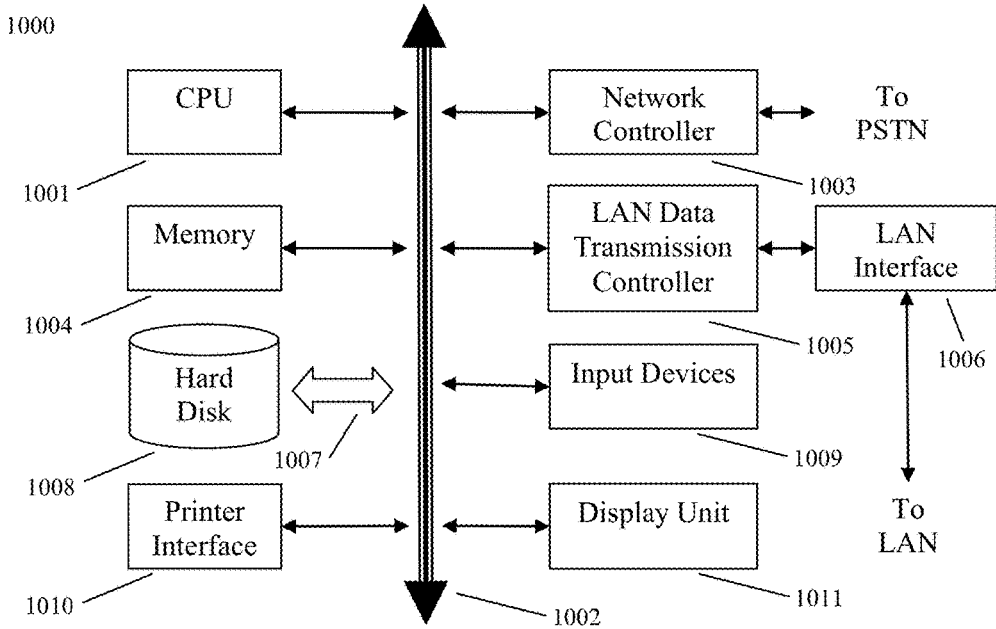 1000
CPU
1001
Network
Controller
1003
To
PSTN
Memory
1004
LAN Data
Transmission
Controller
1005
LAN
Interface
1006
Hard
Disk
1008
1007
Input Devices
1009
To
LAN
Printer
Interface
1010
Display Unit
1011
1002